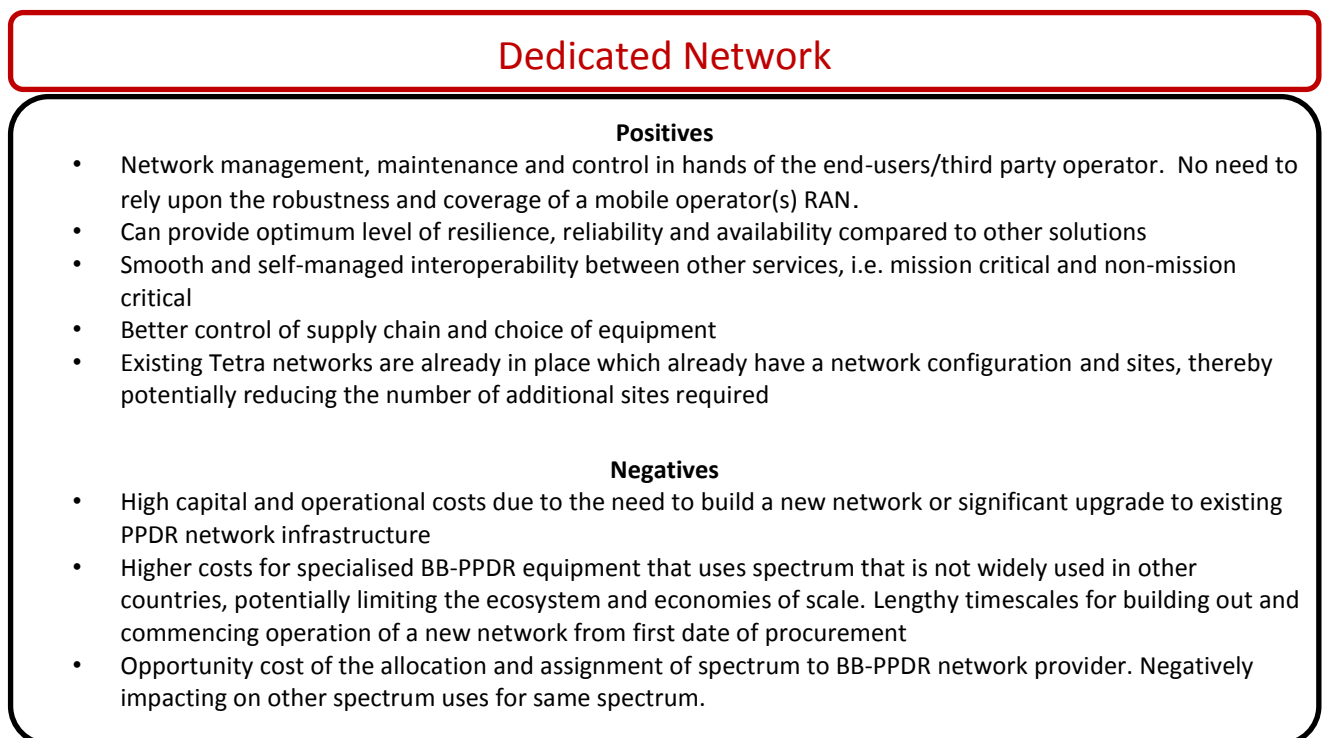 Dedicated Network
Positives
• Network management, maintenance and control in hands of the end-users/third party operator. No need to
rely upon the robustness and coverage of a mobile operator(s) RAN.
• Can provide optimum level of resilience, reliability and availability compared to other solutions
• Smooth and self-managed interoperability between other services, i.e. mission critical and non-mission
critical
• Better control of supply chain and choice of equipment
• Existing Tetra networks are already in place which already have a network configuration and sites, thereby
potentially reducing the number of additional sites required
Negatives
• High capital and operational costs due to the need to build a new network or significant upgrade to existing
PPDR network infrastructure
• Higher costs for specialised BB-PPDR equipment that uses spectrum that is not widely used in other
countries, potentially limiting the ecosystem and economies of scale. Lengthy timescales for building out and
commencing operation of a new network from first date of procurement
• Opportunity cost of the allocation and assignment of spectrum to BB-PPDR network provider. Negatively
impacting on other spectrum uses for same spectrum.